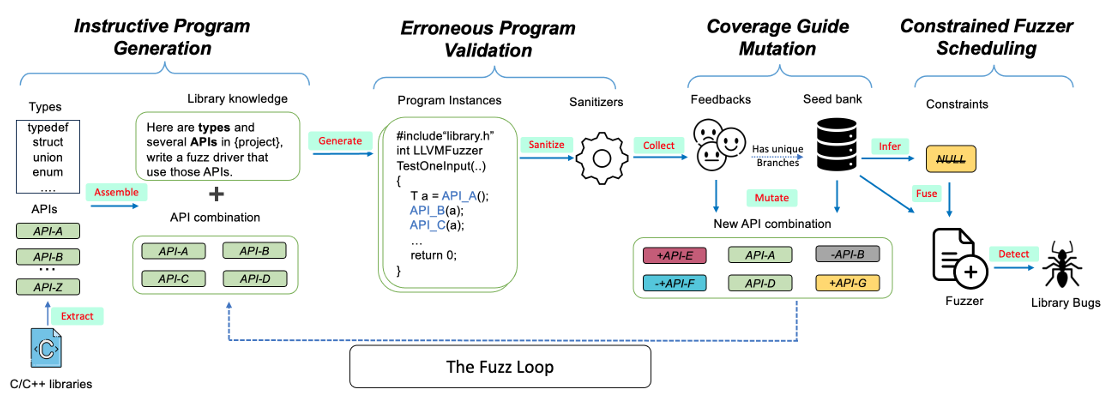 Instructive Program
Generation
Erroneous Program
Validation
Coverage Guide
Mutation
Constrained Fuzzer
Scheduling
Types
typedef
struct
union
enum
....
APIs
API-A
API-B
...
API-Z
Extract
C
C/C++ libraries
Assemble
Library knowledge
Here are types and
several APIs in {project},
write a fuzz driver that
use those APIs.
+
API combination
API-A
API-B
API-C
API-D
Generate
Program Instances
#include“library.h”
int LLVMFuzzer
TestOneInput(..)
{
T a = API_A();
API_B(a);
API_C(a);
...
return 0;
}
Sanitize
Sanitizers
Collect
Feedbacks
Has unique
Branches
Seed bank
Mutate
New API combination
+API-E
API-A
-API-B
-+API-F
API-D
+API-G
Infer
Constraints
NULL
Fuse
Fuzzer
Detect
Library Bugs
The Fuzz Loop